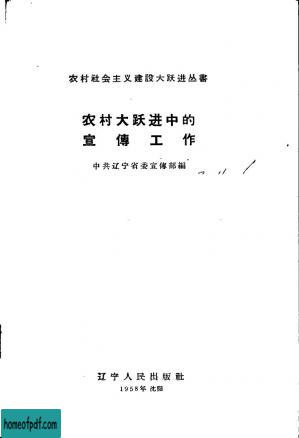 农村社会主义建設大跃进丛書
农村大跃进中的
宣傳工作
中共辽宁省委宣傳部編
辽宁人民出版社
1958年 沈阳
homeofpdf.com